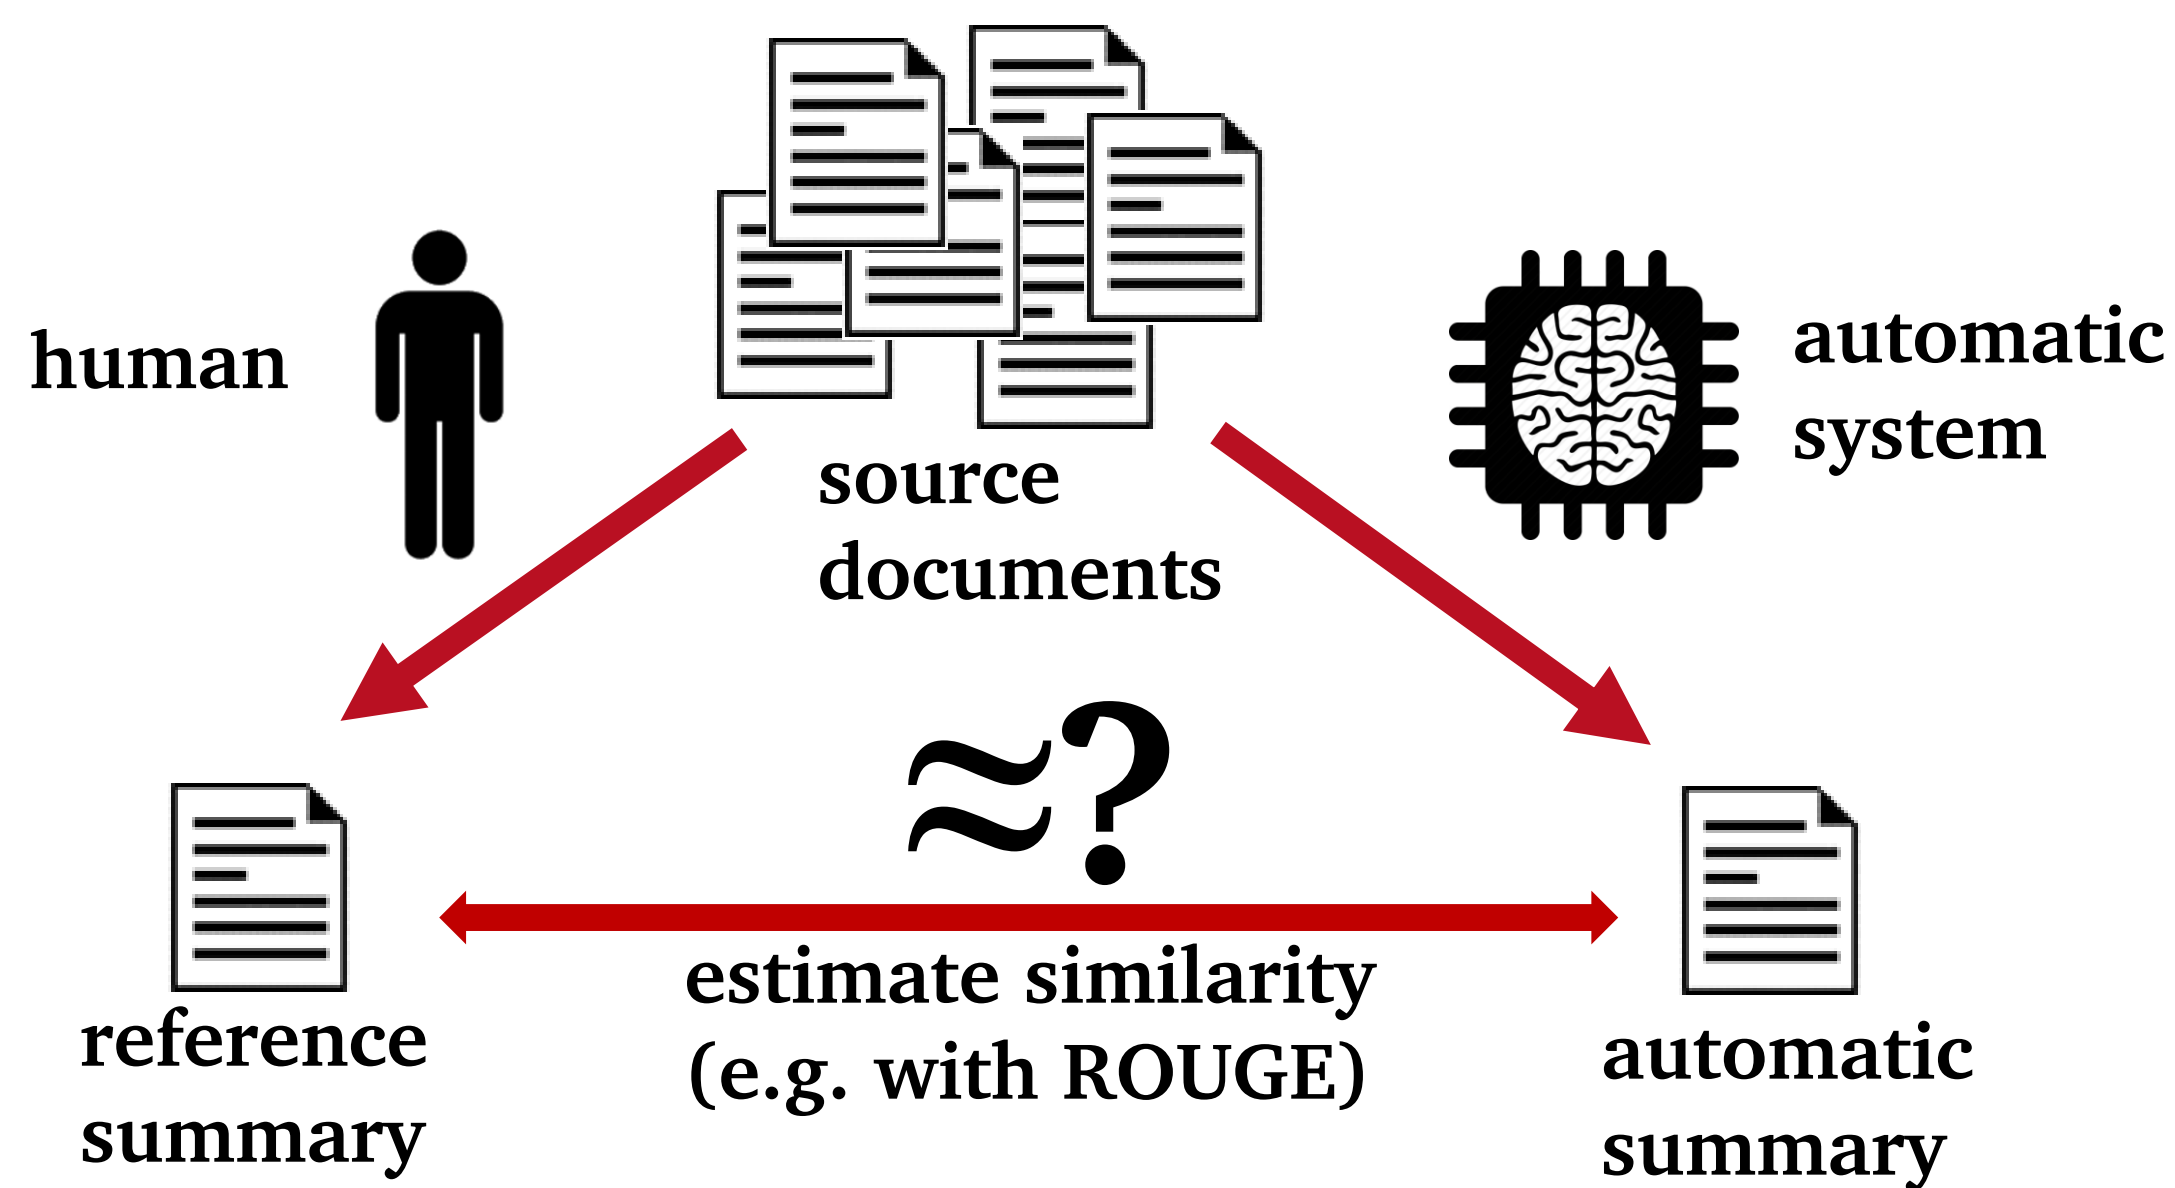 human
source
documents
automatic
system
≈?
estimate similarity
(e.g. with ROUGE)
reference
summary
automatic
summary